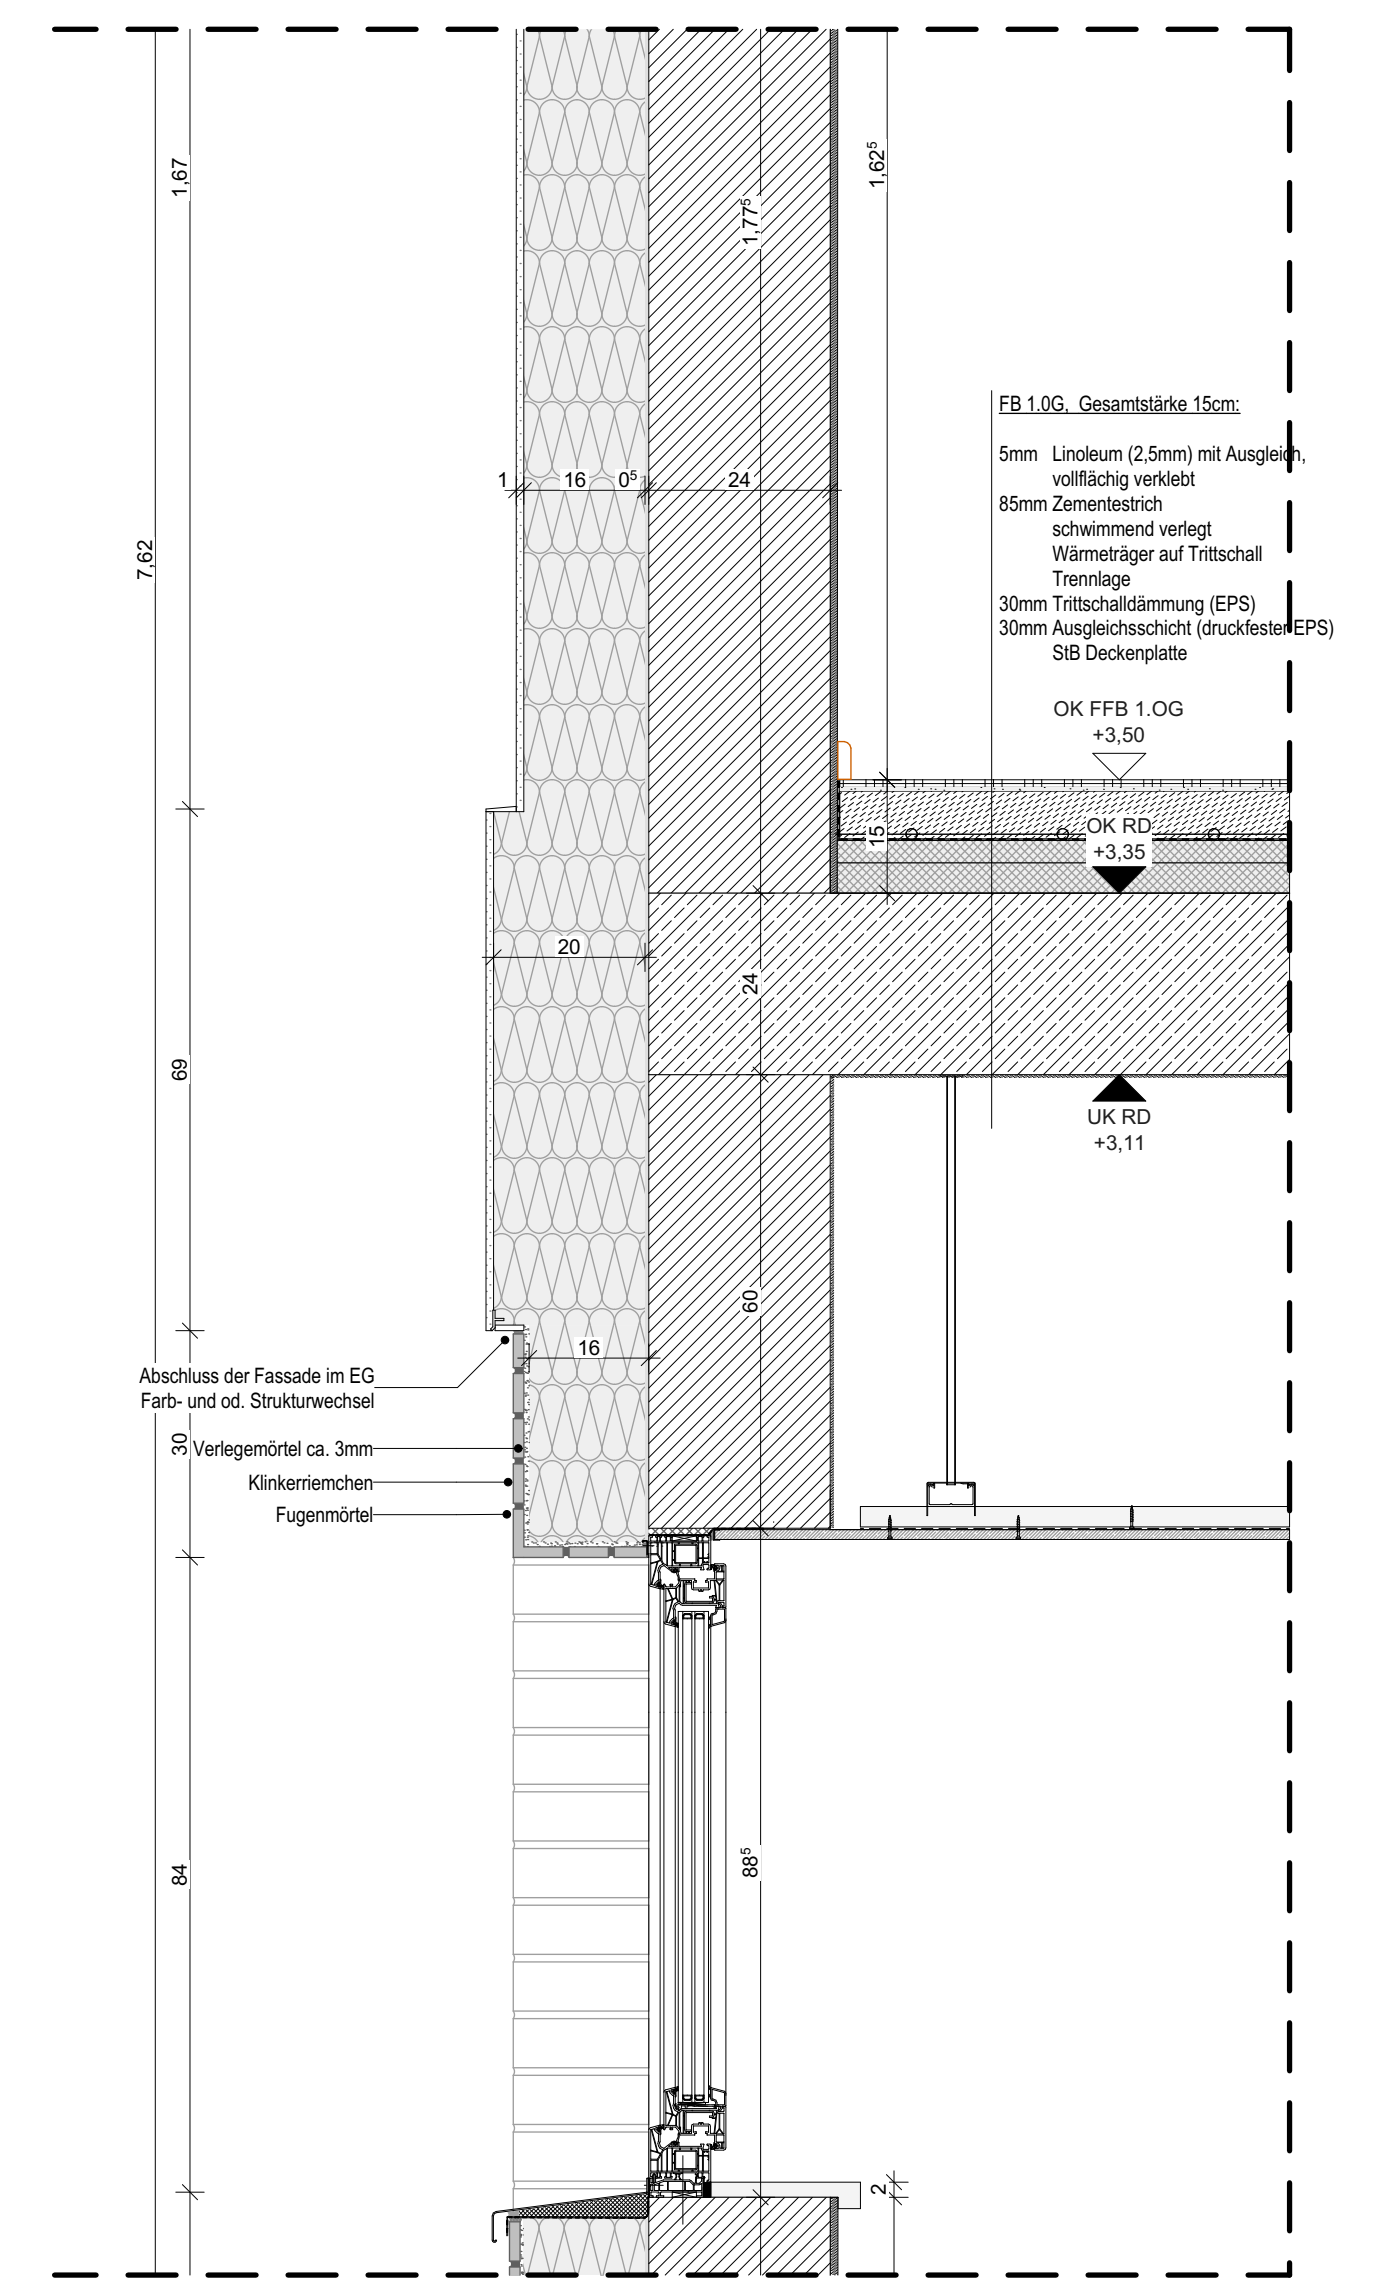 1,67
1,77⁵
1,62⁵
FB 1.0G, Gesamtstärke 15cm:
5mm Linoleum (2,5mm) mit Ausgleich,
vollflächig verklebt
85mm Zementestrich
schwimmend verlegt
Wärmeträger auf Trittschall
Trennlage
30mm Trittschalldämmung (EPS)
30mm Ausgleichsschicht (druckfester EPS)
StB Deckenplatte
1 16 0⁵ 24
7,62
OK FFB 1.OG
+3,50
15
OK RD
+3,35
20
24
69
UK RD
+3,11
60
16
Abschluss der Fassade im EG
Farb- und od. Strukturwechsel
30
Verlegemörtel ca. 3mm
Klinkerriemchen
Fugenmörtel
84
88⁵
2